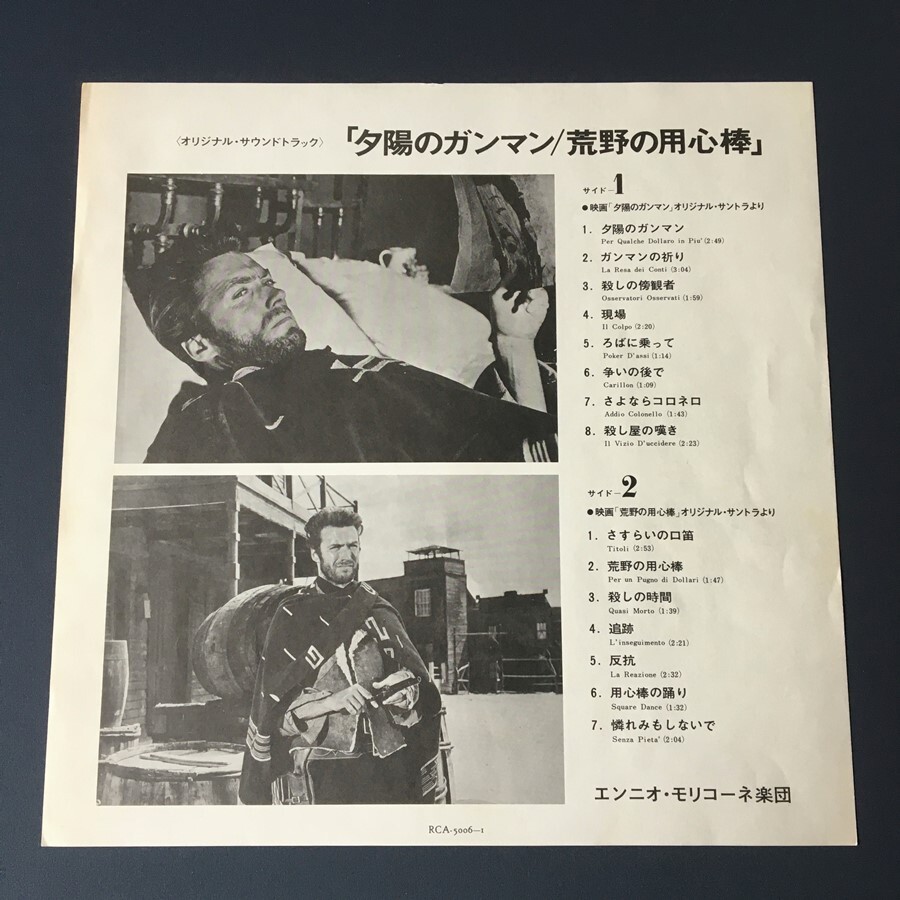 〈オリジナル・サウンドトラック〉「夕陽のガンマン/荒野の用心棒」
サイド—1
●映画「夕陽のガンマン」オリジナル・サントラより
1. 夕陽のガンマン
Per Qualche Dollaro in Piu' (2:49)
2. ガンマンの祈り
La Resa dei Conti (3:04)
3. 殺しの傍観者
Osservatori Osservati (1:59)
4. 現場
Il Colpo (2:20)
5. ろばに乗って
Poker D'assi (1:14)
6. 争いの後で
Carillon (1:09)
7. さよならコロネロ
Addio Colonello (1:43)
8. 殺し屋の嘆き
Il Vizio D'uccidere (2:23)
サイド—2
●映画「荒野の用心棒」オリジナル・サントラより
1. さすらいの口笛
Titoli (2:53)
2. 荒野の用心棒
Per un Pugno di Dollari (1:47)
3. 殺しの時間
Quasi Morto (1:39)
4. 追跡
L'inseguimento (2:21)
5. 反抗
La Reazione (2:32)
6. 用心棒の踊り
Square Dance (1:32)
7. 憐れみもしないで
Senza Pieta' (2:04)
エンニオ・モリコーネ楽団
RCA-5006—1